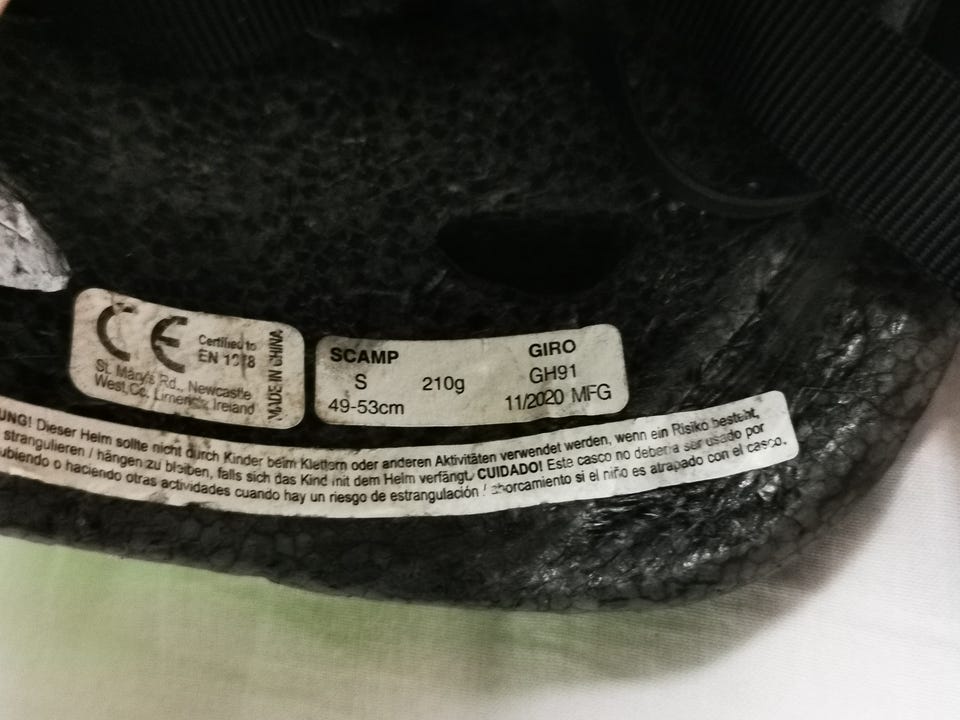 CE
Certified to
EN 1078
St. Mary's Rd., Newcastle
West, Co. Limerick, Ireland
MADE IN CHINA
SCAMP
S
49-53cm
210g
GIRO
GH91
11/2020 MFG
UNG! Dieser Helm sollte nicht durch Kinder beim Klettern oder anderen Aktivitäten verwendet werden, wenn ein Risiko besteht,
strangulieren / hängen zu bleiben, falls sich das Kind mit dem Helm verfängt. CUIDADO! Este casco no debería ser usado por
ubiendo o haciendo otras actividades cuando hay un riesgo de estrangulación / ahorcamiento si el niño es atrapado con el casco.